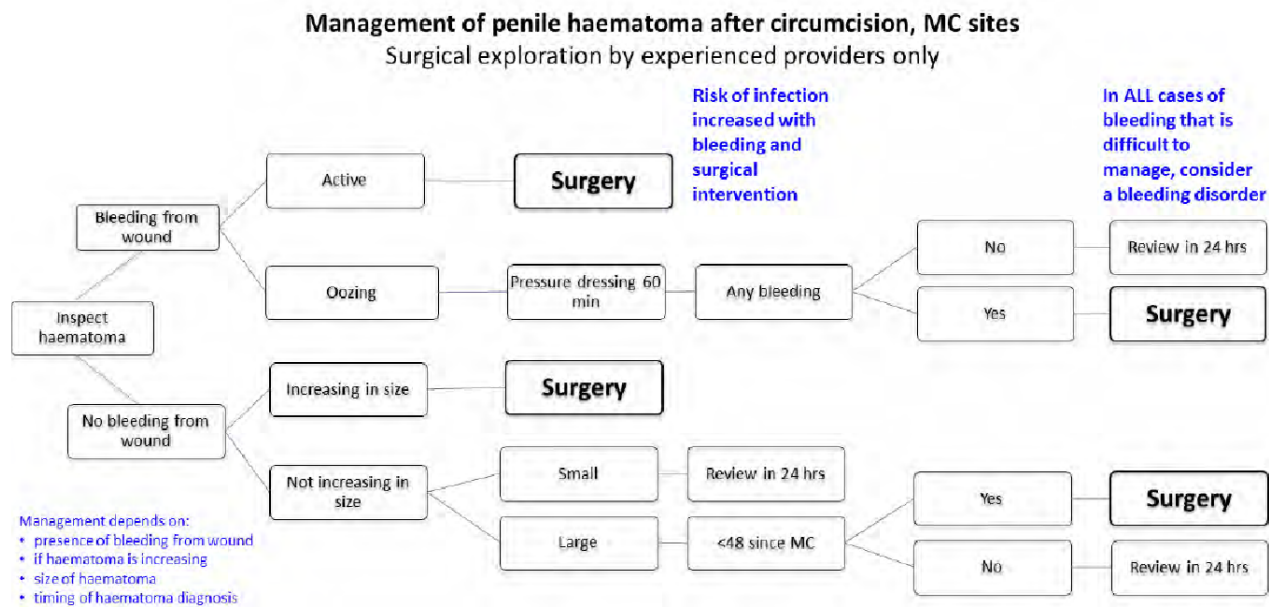 Management of penile haematoma after circumcision, MC sites
Surgical exploration by experienced providers only
Risk of infection
increased with
bleeding and
surgical
intervention
In ALL cases of
bleeding that is
difficult to
manage, consider
a bleeding disorder
Active
Surgery
Bleeding from
wound
No
Review in 24 hrs
Oozing
Pressure dressing 60
min
Any bleeding
Yes
Surgery
Inspect
haematoma
Increasing in size
Surgery
No bleeding from
wound
Not increasing in
size
Small
Review in 24 hrs
Yes
Surgery
Large
<48 since MC
No
Review in 24 hrs
Management depends on:
• presence of bleeding from wound
• if haematoma is increasing
• size of haematoma
• timing of haematoma diagnosis